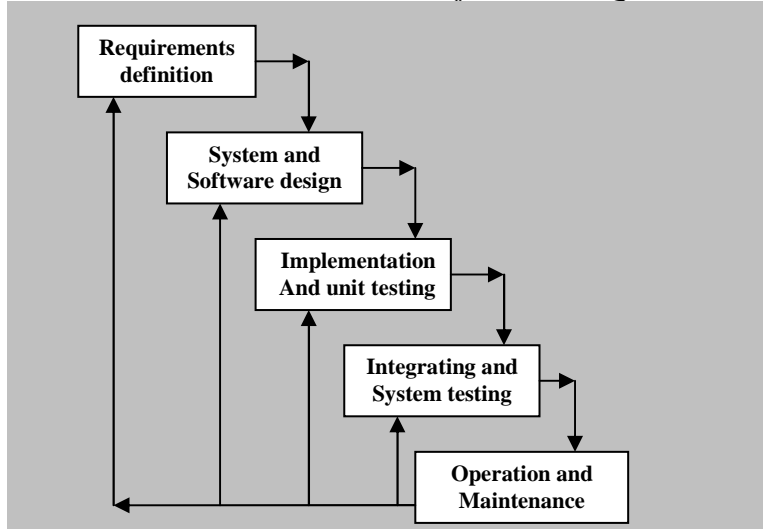 Requirements
definition
System and
Software design
Implementation
And unit testing
Integrating and
System testing
Operation and
Maintenance